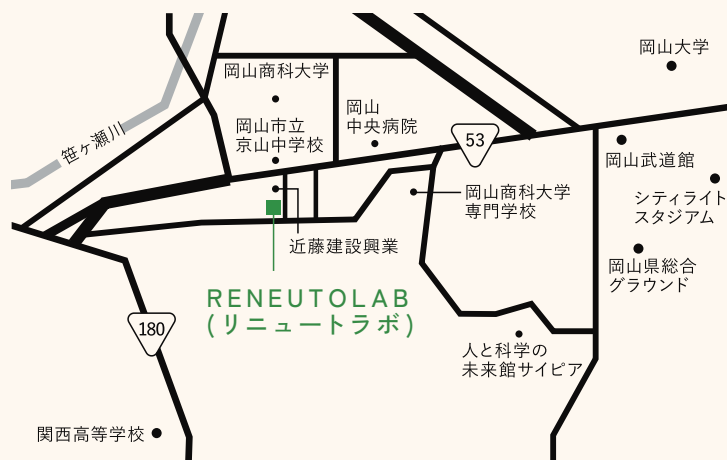 岡山大学
岡山商科大学
岡山
中央病院
岡山市立
京山中学校
笹ヶ瀬川
53
岡山武道館
シティライト
スタジアム
岡山商科大学
専門学校
近藤建設興業
岡山県総合
グラウンド
RENEUTOLAB
(リニュートラボ)
180
人と科学の
未来館サイピア
関西高等学校